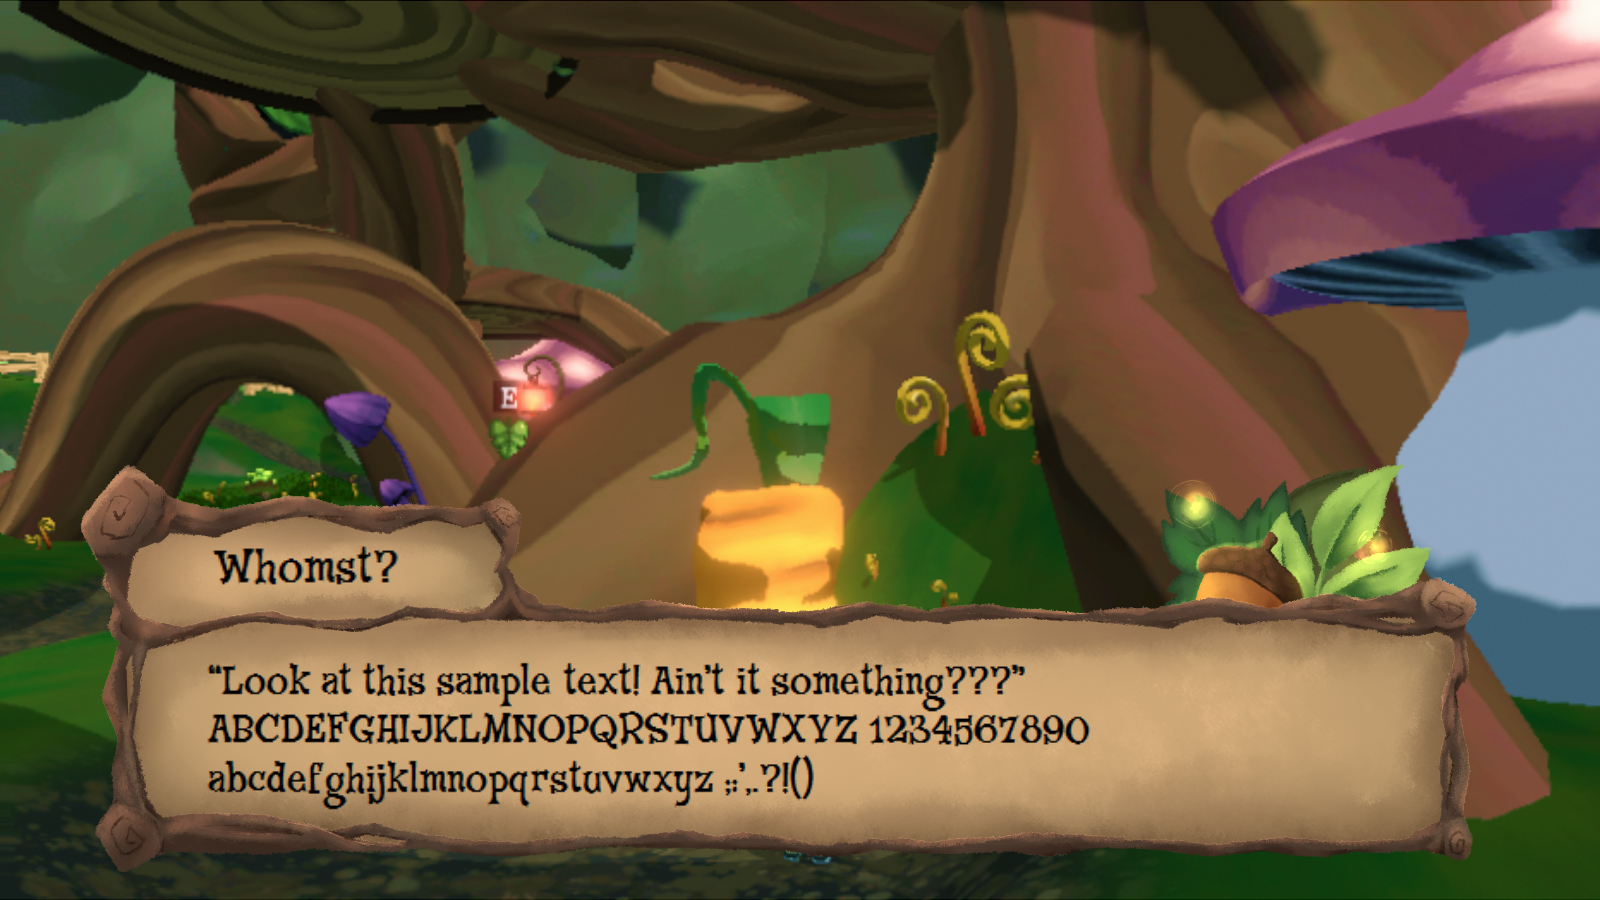 E
Whomst?
“Look at this sample text! Ain’t it something???”
ABCDEFGHIJKLMNOPQRSTUVWXYZ 1234567890
abcdefghijklmnopqrstuvwxyz ;:’,.?!()